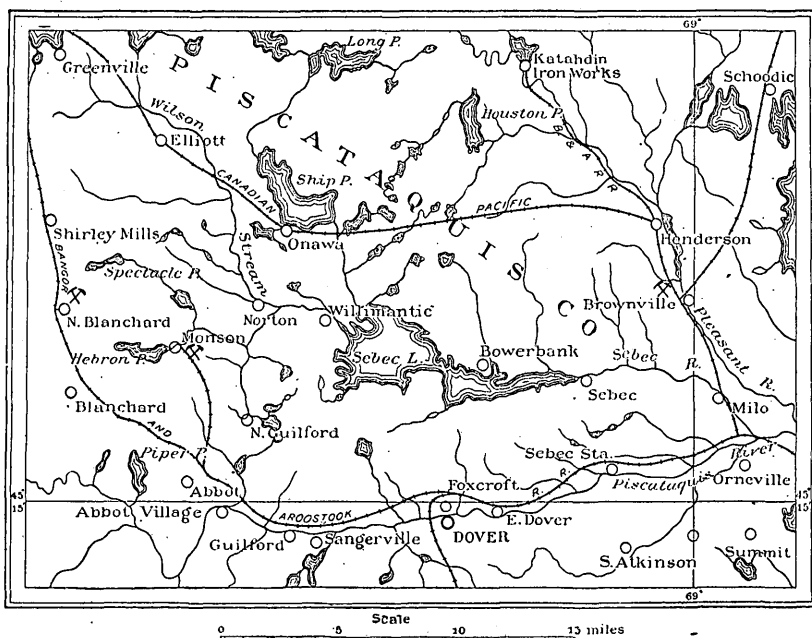 69°
Long P.
Greenville
Katahdin
Iron Works
Schoodic
PISCATAQUIS CO
Wilson
Stream
Houston P.
Elliott
B & A R R
CANADIAN
PACIFIC
Ship P.
Shirley Mills
Onawa
Henderson
BANGOR
AND
AROOSTOOK
R. R.
Spectacle P.
Brownville
Pleasant R.
N. Blanchard
Norton
Willimantic
Monson
Hebron P.
Sebec L.
Bowerbank
Sebec
R.
Sebec
Blanchard
Milo
N. Guilford
Piper P.
Sebec Sta.
River
Piscataquis
Orneville
Abbot
Foxcroft
45°
15'
45°
15'
Abbot Village
E. Dover
DOVER
Guilford
Sangerville
S. Atkinson
Summit
69°
Scale
0 5 10 15 miles